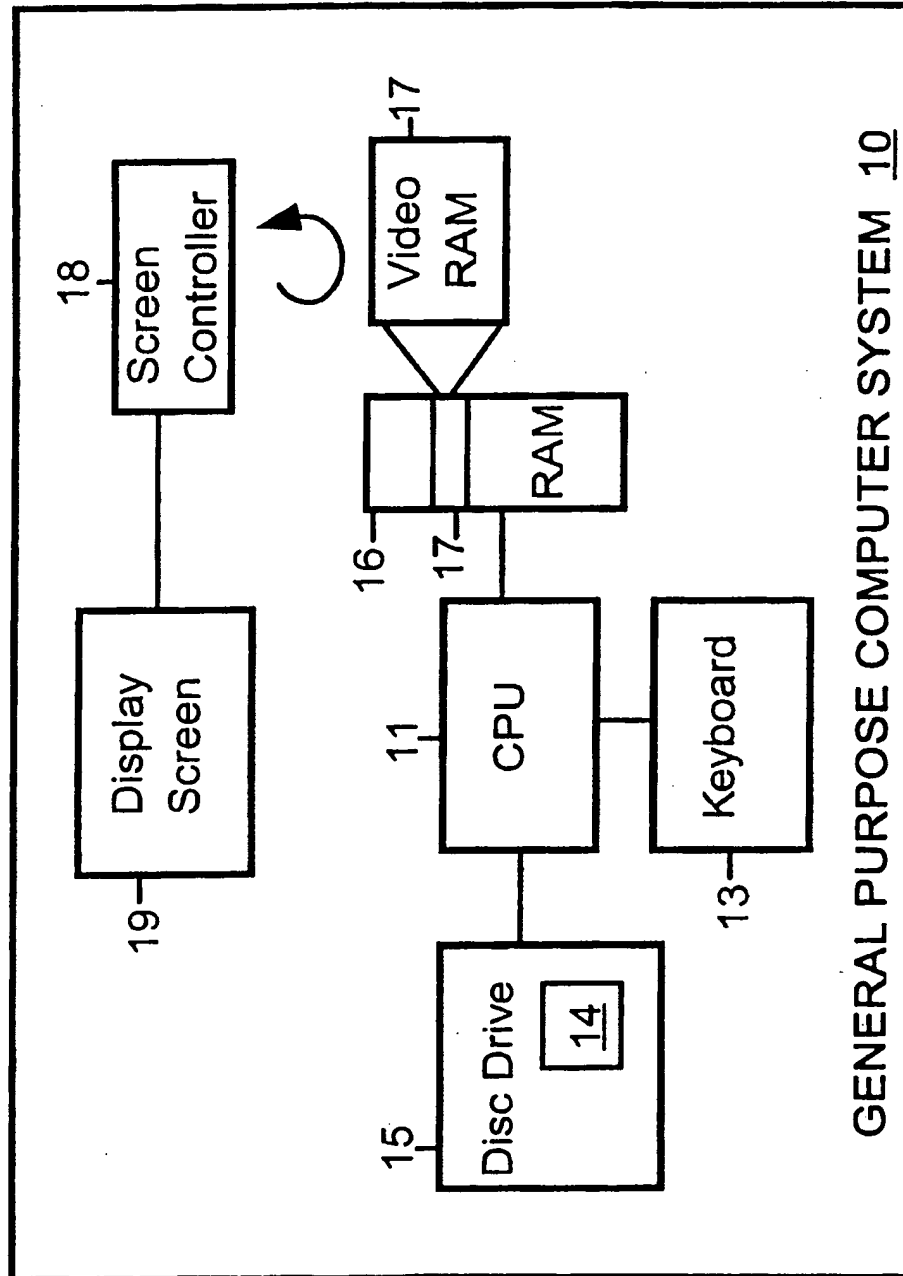 19
Display
Screen
18
Screen
Controller
15
Disc Drive
14
11
CPU
16
17
RAM
Video
RAM
17
13
Keyboard
GENERAL PURPOSE COMPUTER SYSTEM 10